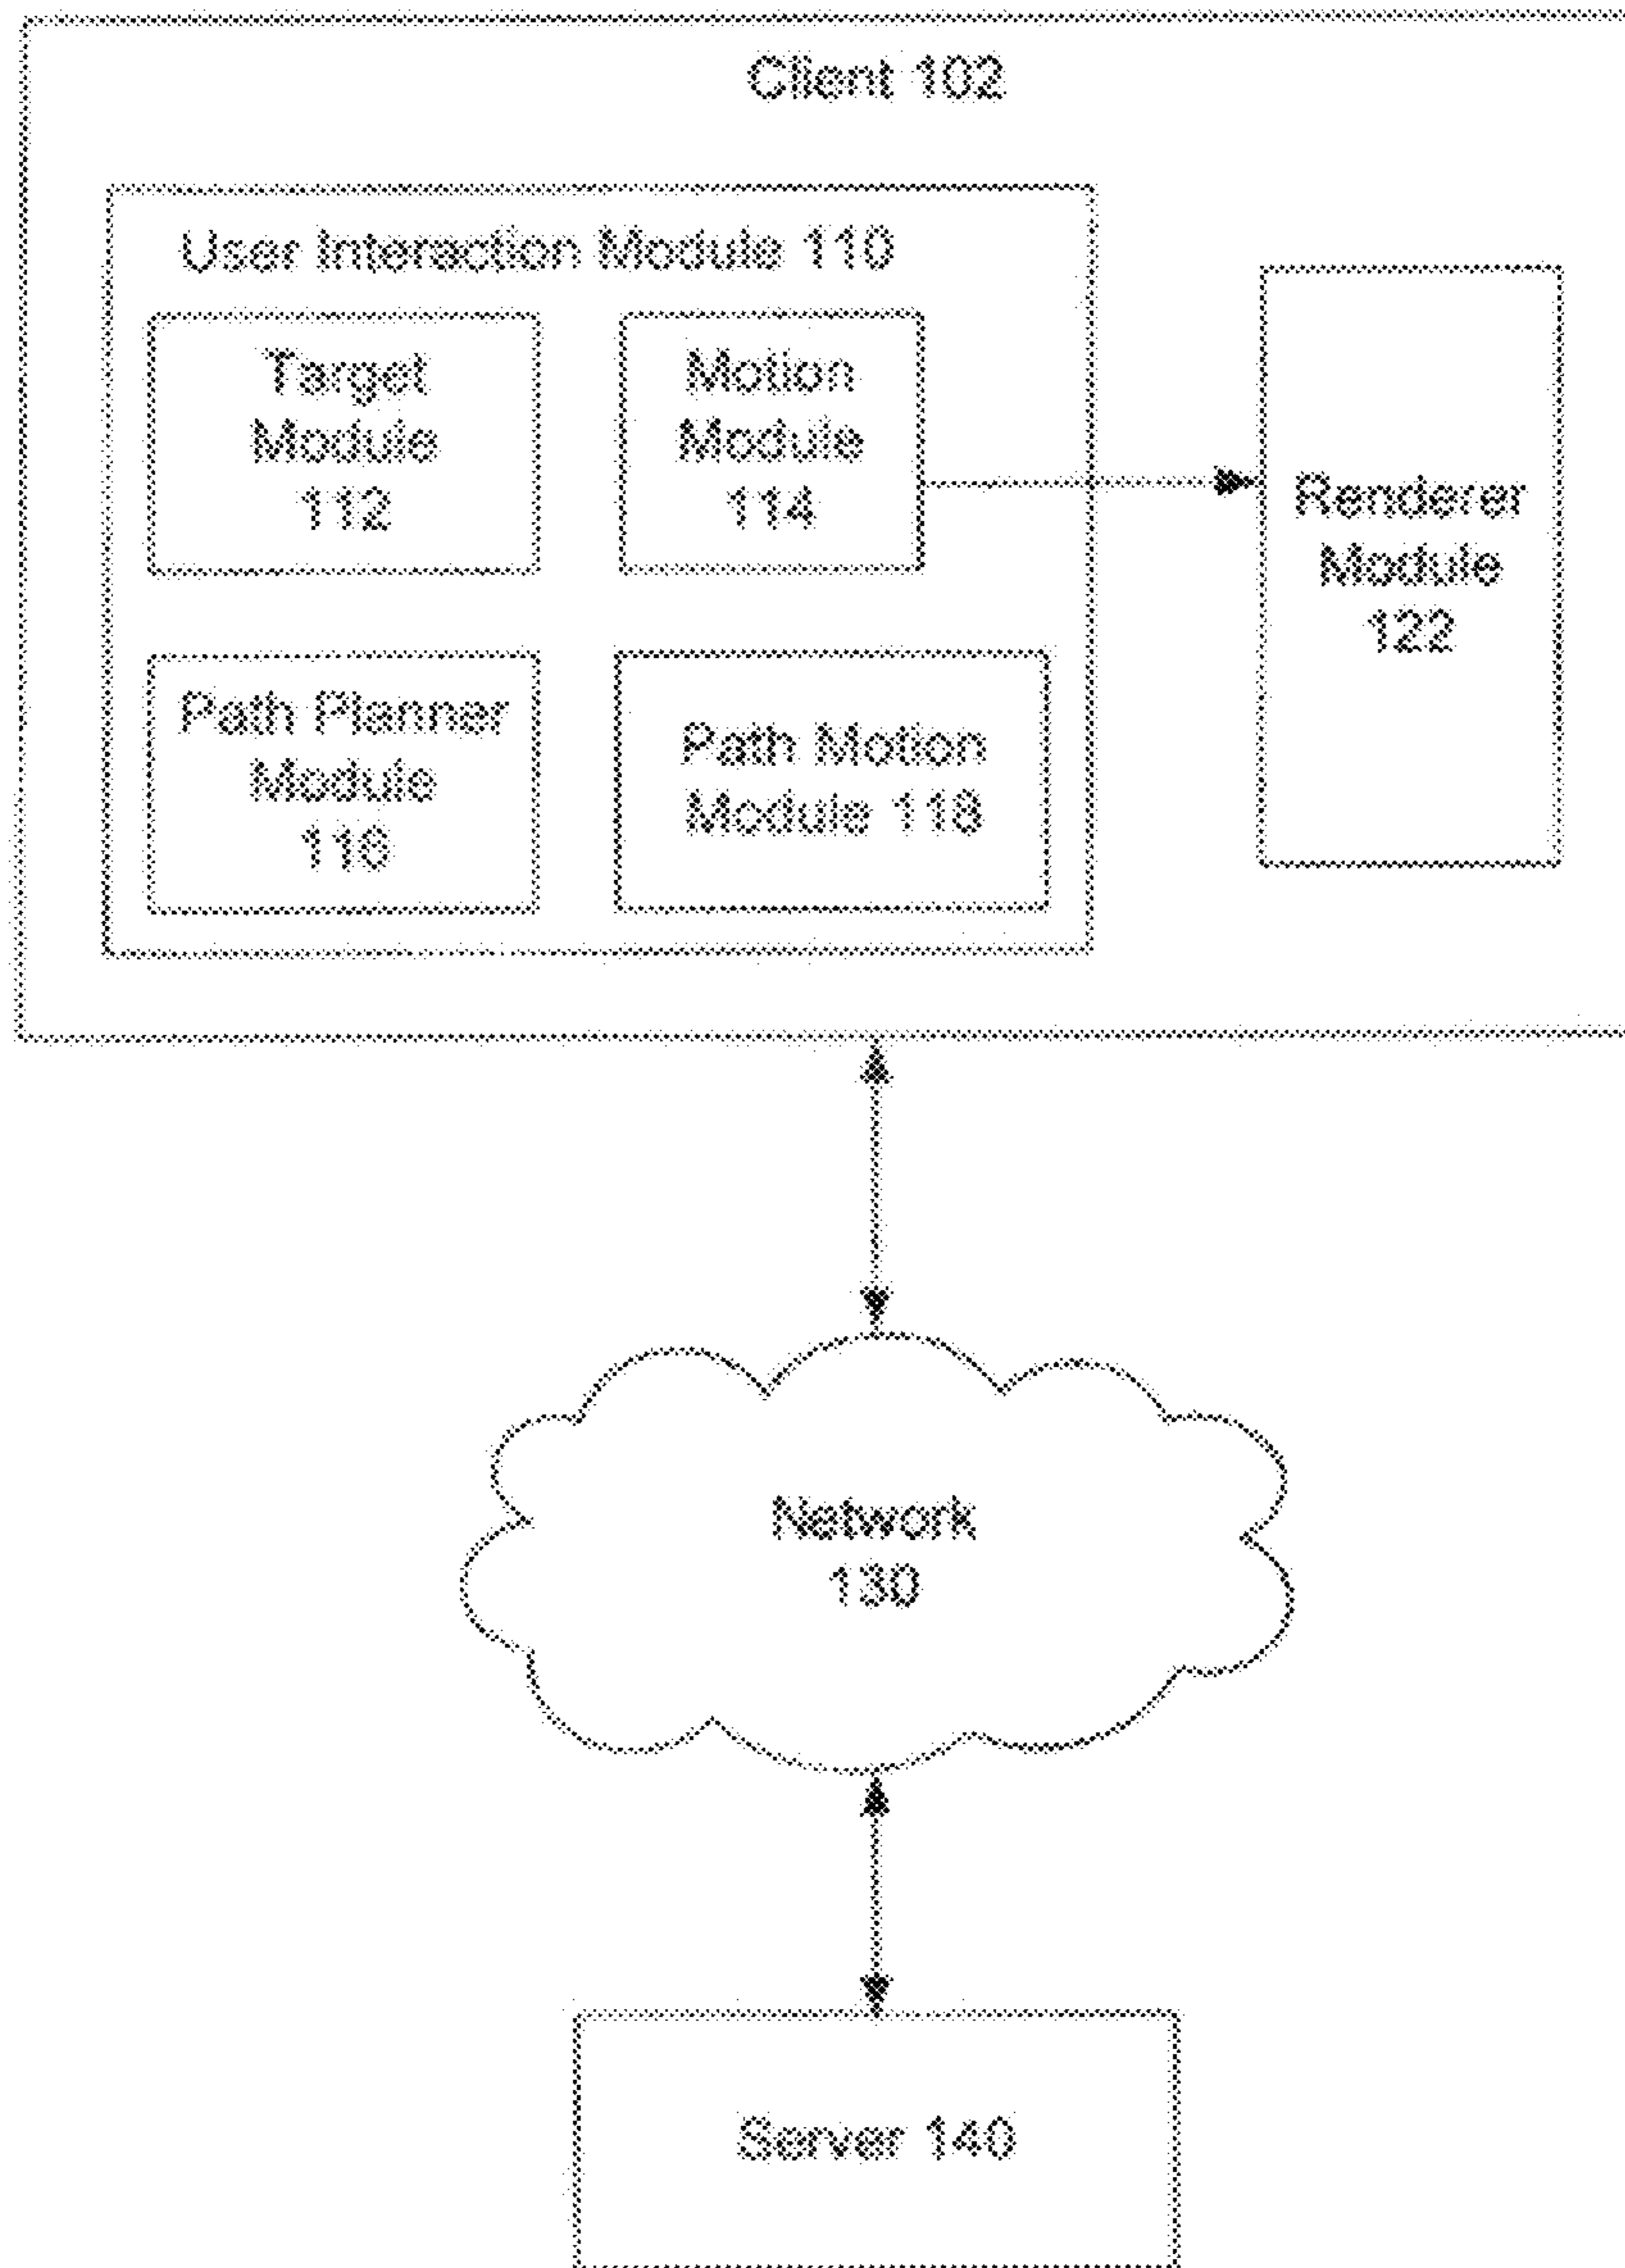 Client 102
User Interaction Module 110
Target
Module
112
Motion
Module
114
Renderer
Module
122
Path Planner
Module
116
Path Motion
Module 118
Network
130
Server 140